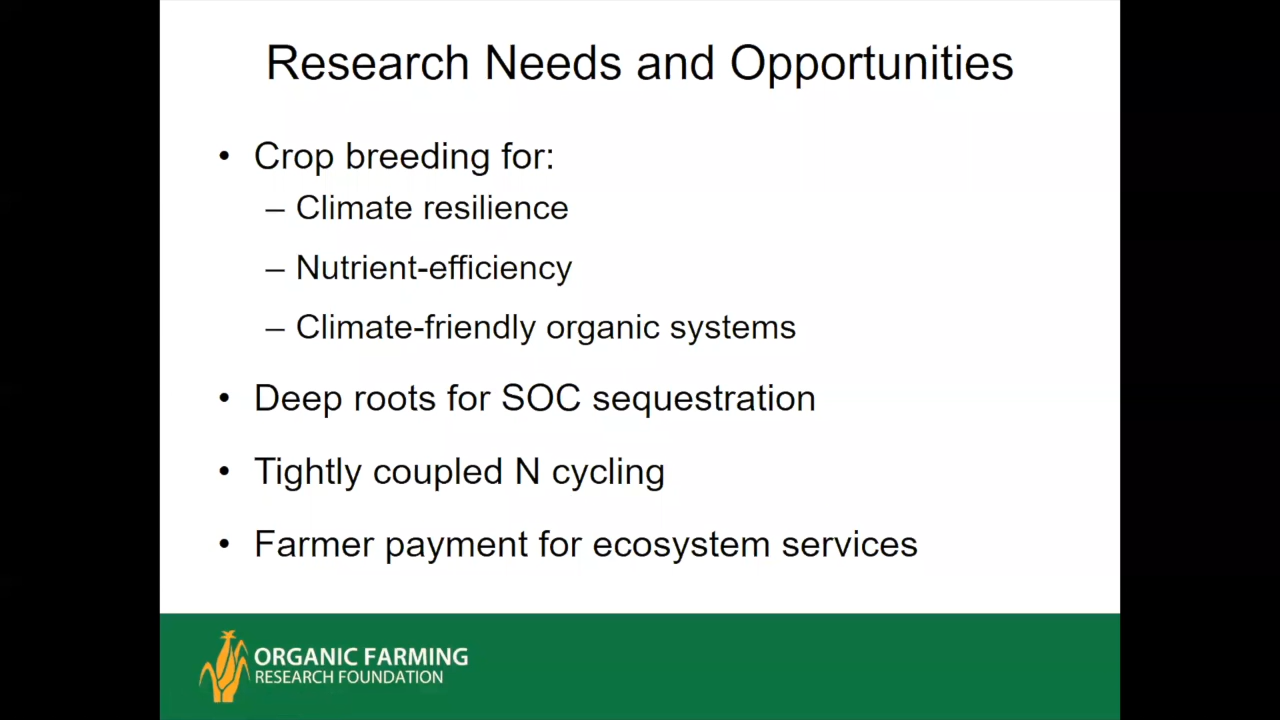 Research Needs and Opportunities
• Crop breeding for:
– Climate resilience
– Nutrient-efficiency
– Climate-friendly organic systems
• Deep roots for SOC sequestration
• Tightly coupled N cycling
• Farmer payment for ecosystem services
ORGANIC FARMING
RESEARCH FOUNDATION